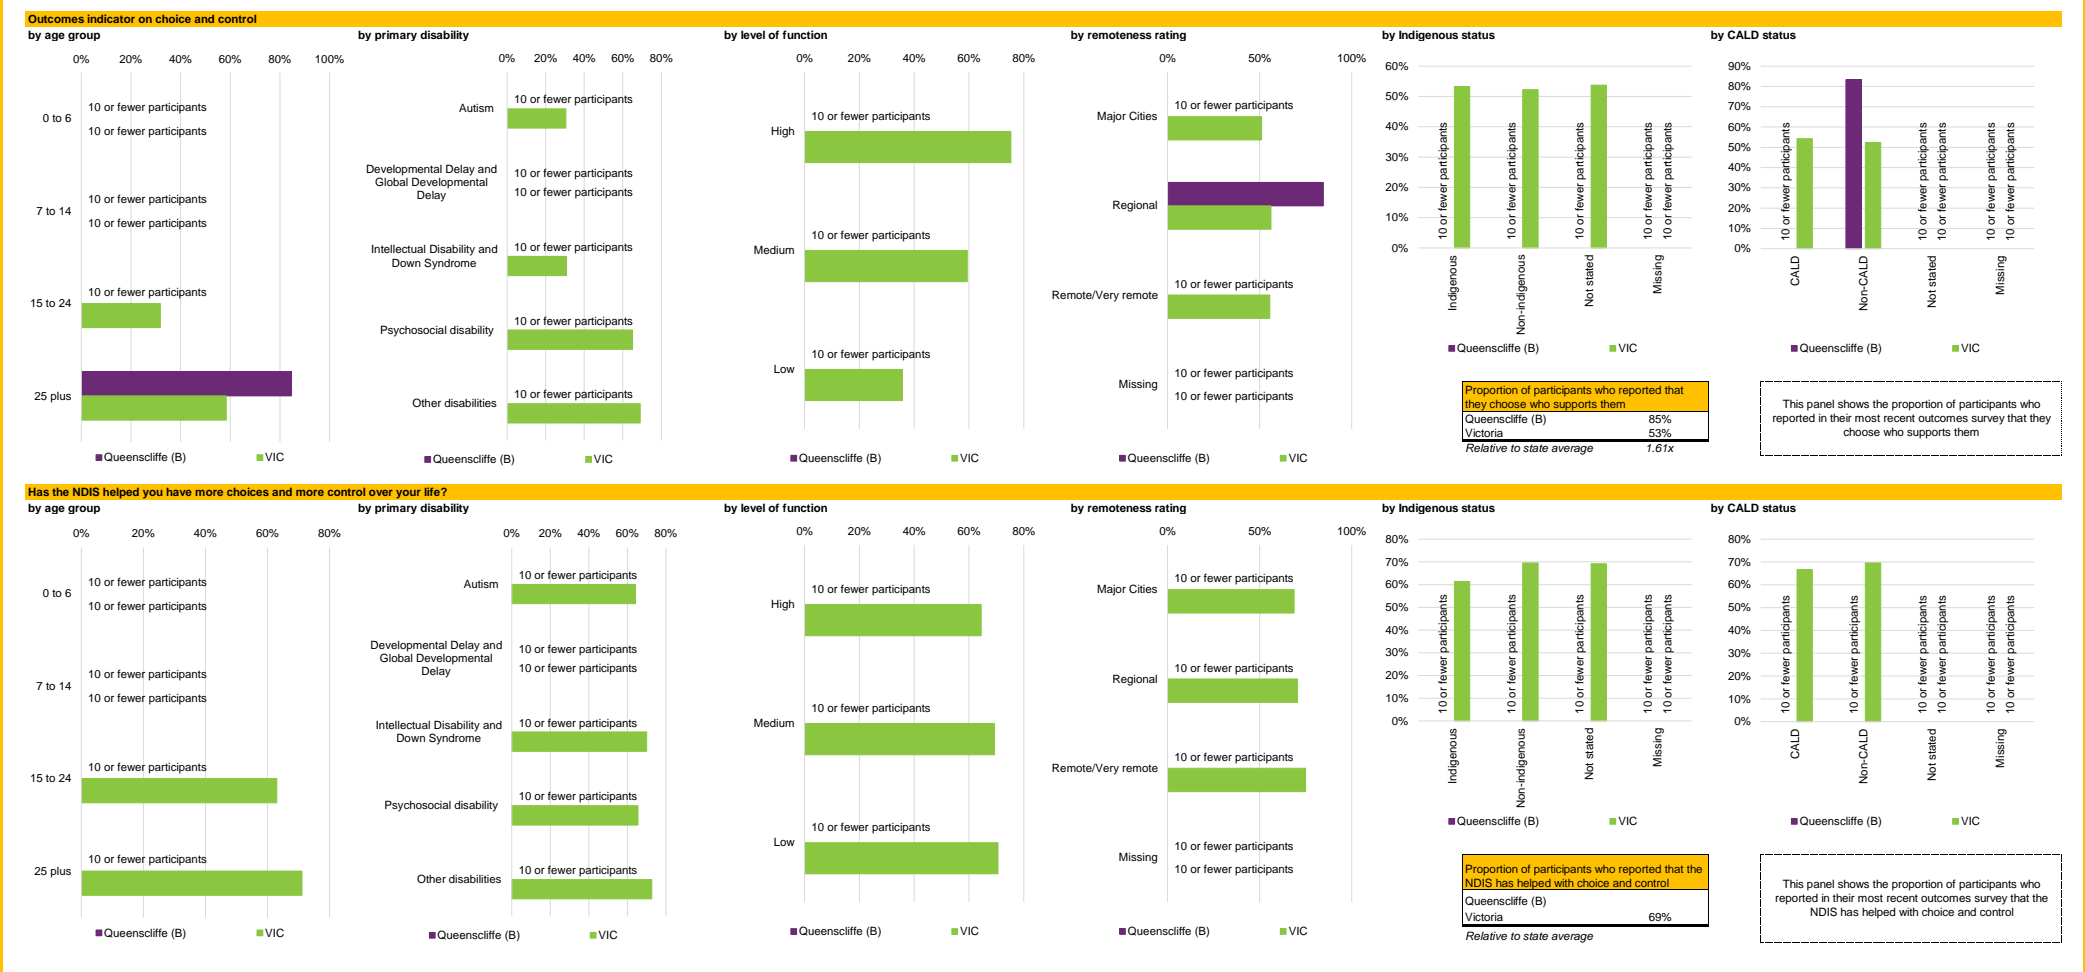 Outcomes indicator on choice and control
by age group
0% 20% 40% 60% 80% 100%
0 to 6
10 or fewer participants
10 or fewer participants
7 to 14
10 or fewer participants
10 or fewer participants
15 to 24
10 or fewer participants
25 plus
Queenscliffe (B) VIC
by primary disability
0% 20% 40% 60% 80%
Autism
10 or fewer participants
Developmental Delay and
Global Developmental
Delay
10 or fewer participants
10 or fewer participants
Intellectual Disability and
Down Syndrome
10 or fewer participants
Psychosocial disability
10 or fewer participants
Other disabilities
10 or fewer participants
Queenscliffe (B) VIC
by level of function
0% 20% 40% 60% 80%
High
10 or fewer participants
Medium
10 or fewer participants
Low
10 or fewer participants
Queenscliffe (B) VIC
by remoteness rating
0% 50% 100%
Major Cities
10 or fewer participants
Regional
Remote/Very remote
10 or fewer participants
Missing
10 or fewer participants
10 or fewer participants
Queenscliffe (B) VIC
by Indigenous status
60%
50%
40%
30%
20%
10%
0%
10 or fewer participants
10 or fewer participants
10 or fewer participants
10 or fewer participants
10 or fewer participants
Indigenous
Non-indigenous
Not stated
Missing
Queenscliffe (B) VIC
Proportion of participants who reported that
they choose who supports them
Queenscliffe (B) 85%
Victoria 53%
Relative to state average 1.61x
by CALD status
90%
80%
70%
60%
50%
40%
30%
20%
10%
0%
10 or fewer participants
10 or fewer participants
10 or fewer participants
10 or fewer participants
10 or fewer participants
CALD
Non-CALD
Not stated
Missing
Queenscliffe (B) VIC
This panel shows the proportion of participants who
reported in their most recent outcomes survey that they
choose who supports them
Has the NDIS helped you have more choices and more control over your life?
by age group
0% 20% 40% 60% 80%
0 to 6
10 or fewer participants
10 or fewer participants
7 to 14
10 or fewer participants
10 or fewer participants
15 to 24
10 or fewer participants
25 plus
10 or fewer participants
Queenscliffe (B) VIC
by primary disability
0% 20% 40% 60% 80%
Autism
10 or fewer participants
Developmental Delay and
Global Developmental
Delay
10 or fewer participants
10 or fewer participants
Intellectual Disability and
Down Syndrome
10 or fewer participants
Psychosocial disability
10 or fewer participants
Other disabilities
10 or fewer participants
Queenscliffe (B) VIC
by level of function
0% 20% 40% 60% 80%
High
10 or fewer participants
Medium
10 or fewer participants
Low
10 or fewer participants
Queenscliffe (B) VIC
by remoteness rating
0% 50% 100%
Major Cities
10 or fewer participants
Regional
10 or fewer participants
Remote/Very remote
10 or fewer participants
Missing
10 or fewer participants
10 or fewer participants
Queenscliffe (B) VIC
by Indigenous status
80%
70%
60%
50%
40%
30%
20%
10%
0%
10 or fewer participants
10 or fewer participants
10 or fewer participants
10 or fewer participants
10 or fewer participants
Indigenous
Non-indigenous
Not stated
Missing
Queenscliffe (B) VIC
Proportion of participants who reported that the
NDIS has helped with choice and control
Queenscliffe (B)
Victoria 69%
Relative to state average
by CALD status
80%
70%
60%
50%
40%
30%
20%
10%
0%
10 or fewer participants
10 or fewer participants
10 or fewer participants
10 or fewer participants
10 or fewer participants
10 or fewer participants
CALD
Non-CALD
Not stated
Missing
Queenscliffe (B) VIC
This panel shows the proportion of participants who
reported in their most recent outcomes survey that the
NDIS has helped with choice and control